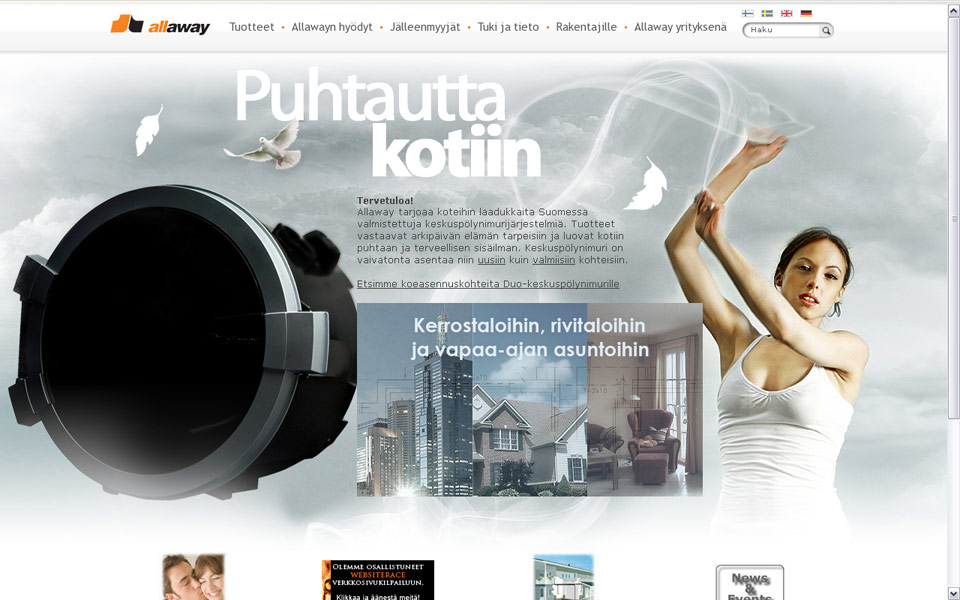 allaway
Tuotteet • Allawayn hyödyt • Jälleenmyyjät • Tuki ja tieto • Rakentajille • Allaway yrityksenä
Haku
Puhtautta
kotiin
Tervetuloa!
Allaway tarjoaa koteihin laadukkaita Suomessa
valmistettuja keskuspölynimurijärjestelmiä. Tuotteet
vastaavat arkipäivän elämän tarpeisiin ja luovat kotiin
puhtaan ja terveellisen sisäilman. Keskuspölynimuri on
vaivatonta asentaa niin uusiin kuin valmiisiin kohteisiin.
Etsimme koeasennuskohteita Duo-keskuspölynimurille
Kerrostaloihin, rivitaloihin
ja vapaa-ajan asuntoihin
Olemme osallistuneet
websiterace
verkkosivukilpailuun.
Klikkaa ja äänestä meitä!
News
&
Events